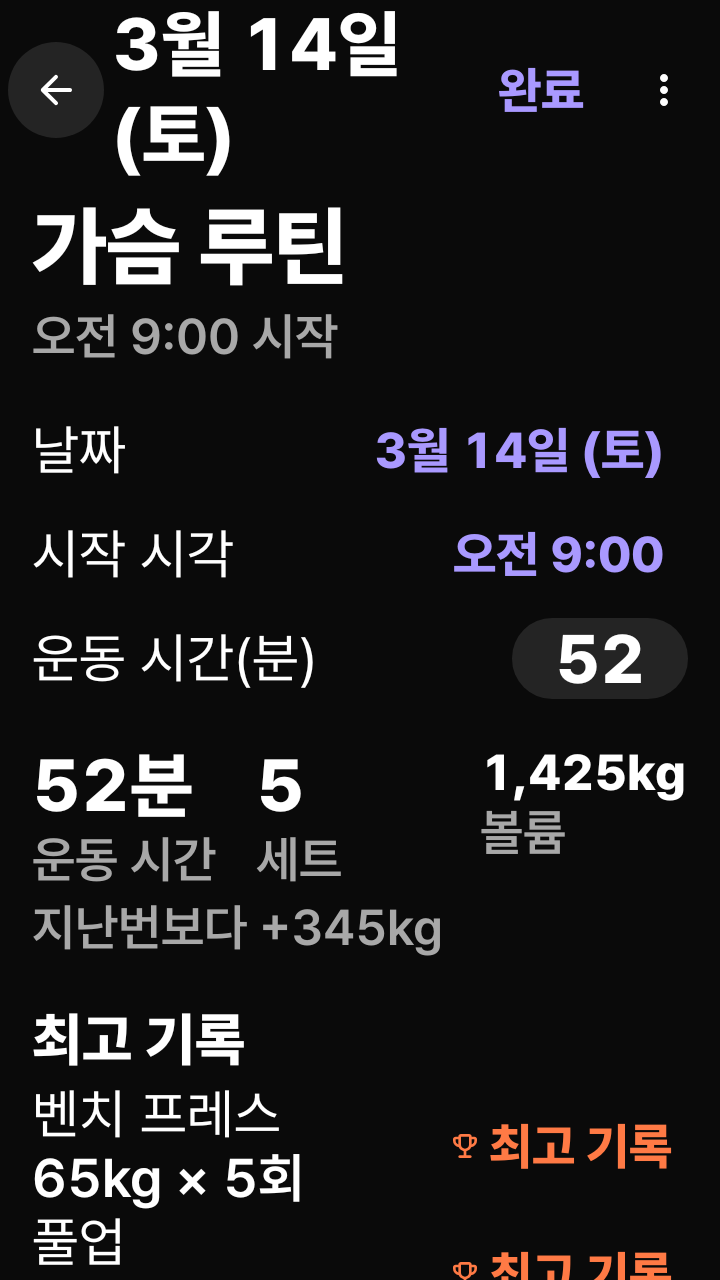 3월 14일
(토)
완료
가슴 루틴
오전 9:00 시작
날짜
3월 14일 (토)
시작 시각
오전 9:00
운동 시간(분)
52
52분
5
1,425kg
운동 시간
세트
볼륨
지난번보다 +345kg
최고 기록
벤치 프레스
65kg × 5회
최고 기록
풀업
최고 기록